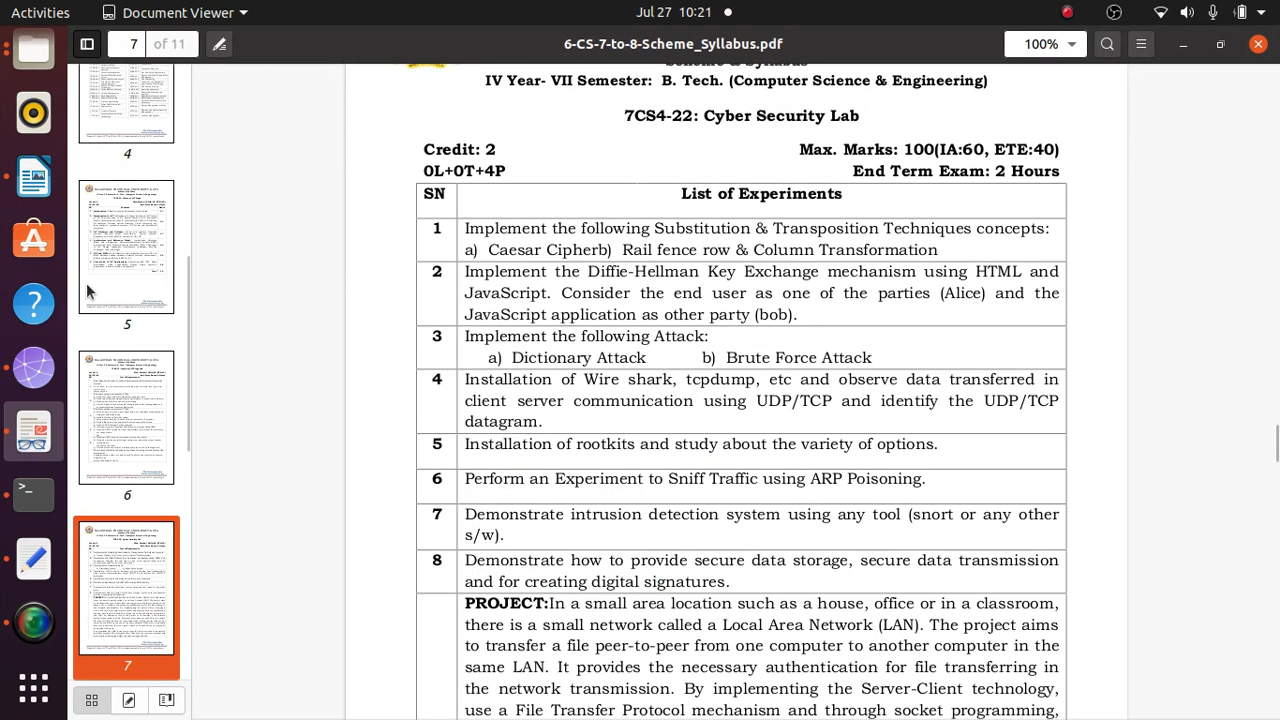 Activities
Document Viewer
Jul 27 10:21
7
of 11
6-CS-7-to-8-Scheme_Syllabus.pdf
100%
4
5
6
7
IV Year-VII Semester: B. Tech. (Computer Science & Engineering)
7CS4-22: Cyber Security Lab
Credit: 2
Max. Marks: 100(IA:60, ETE:40)
0L+0T+4P
End Term Exam: 2 Hours
SN
List of Experiments
1
Implement the following Substitution & Transposition Techniques concepts:
a) Caesar Cipher b) Rail fence row & Column Transformation
2
Implement the Diffie-Hellman Key Exchange mechanism using HTML and
JavaScript. Consider the end user as one of the parties (Alice) and the
JavaScript application as other party (bob).
3
Implement the following Attack:
a) Dictionary Attack b) Brute Force Attack
4
Installation of Wire shark, tcpdump, etc and observe data transferred in
client server communication using UDP/TCP and identify the UDP/TCP
datagram.
5
Installation of rootkits and study about the variety of options.
6
Perform an Experiment to Sniff Traffic using ARP Poisoning.
7
Demonstrate intrusion detection system using any tool (snort or any other
s/w).
8
Demonstrate how to provide secure data storage, secure data transmission
and for creating digital signatures.
PROJECT: In a small area location such as a house, office or in a classroom,
there is a small network called a Local Area Network (LAN). The project aims
to transfer a file peer-to-peer from one computer to another computer in the
same LAN. It provides the necessary authentication for file transferring in
the network transmission. By implementing the Server-Client technology,
use a File Transfer Protocol mechanism and through socket programming,